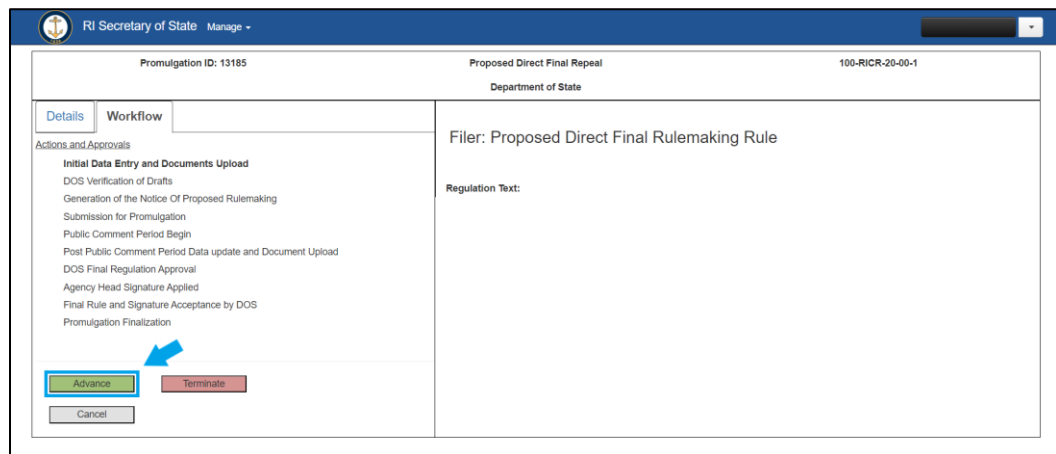 RI Secretary of State Manage
Promulgation ID: 13185 Proposed Direct Final Repeal 100-RICR-20-00-1
Department of State
Details Workflow
Filer: Proposed Direct Final Rulemaking Rule
Actions and Approvals
Initial Data Entry and Documents Upload
DOS Verification of Drafts
Regulation Text:
Generation of the Notice Of Proposed Rulemaking
Submission for Promulgation
Public Comment Period Begin
Post Public Comment Period Data update and Document Upload
DOS Final Regulation Approval
Agency Head Signature Applied
Final Rule and Signature Acceptance by DOS
Promulgation Finalization
Advance Terminate
Cancel